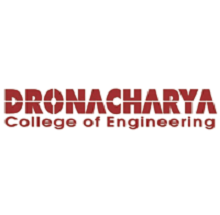 DRONACHARYA
College of Engineering